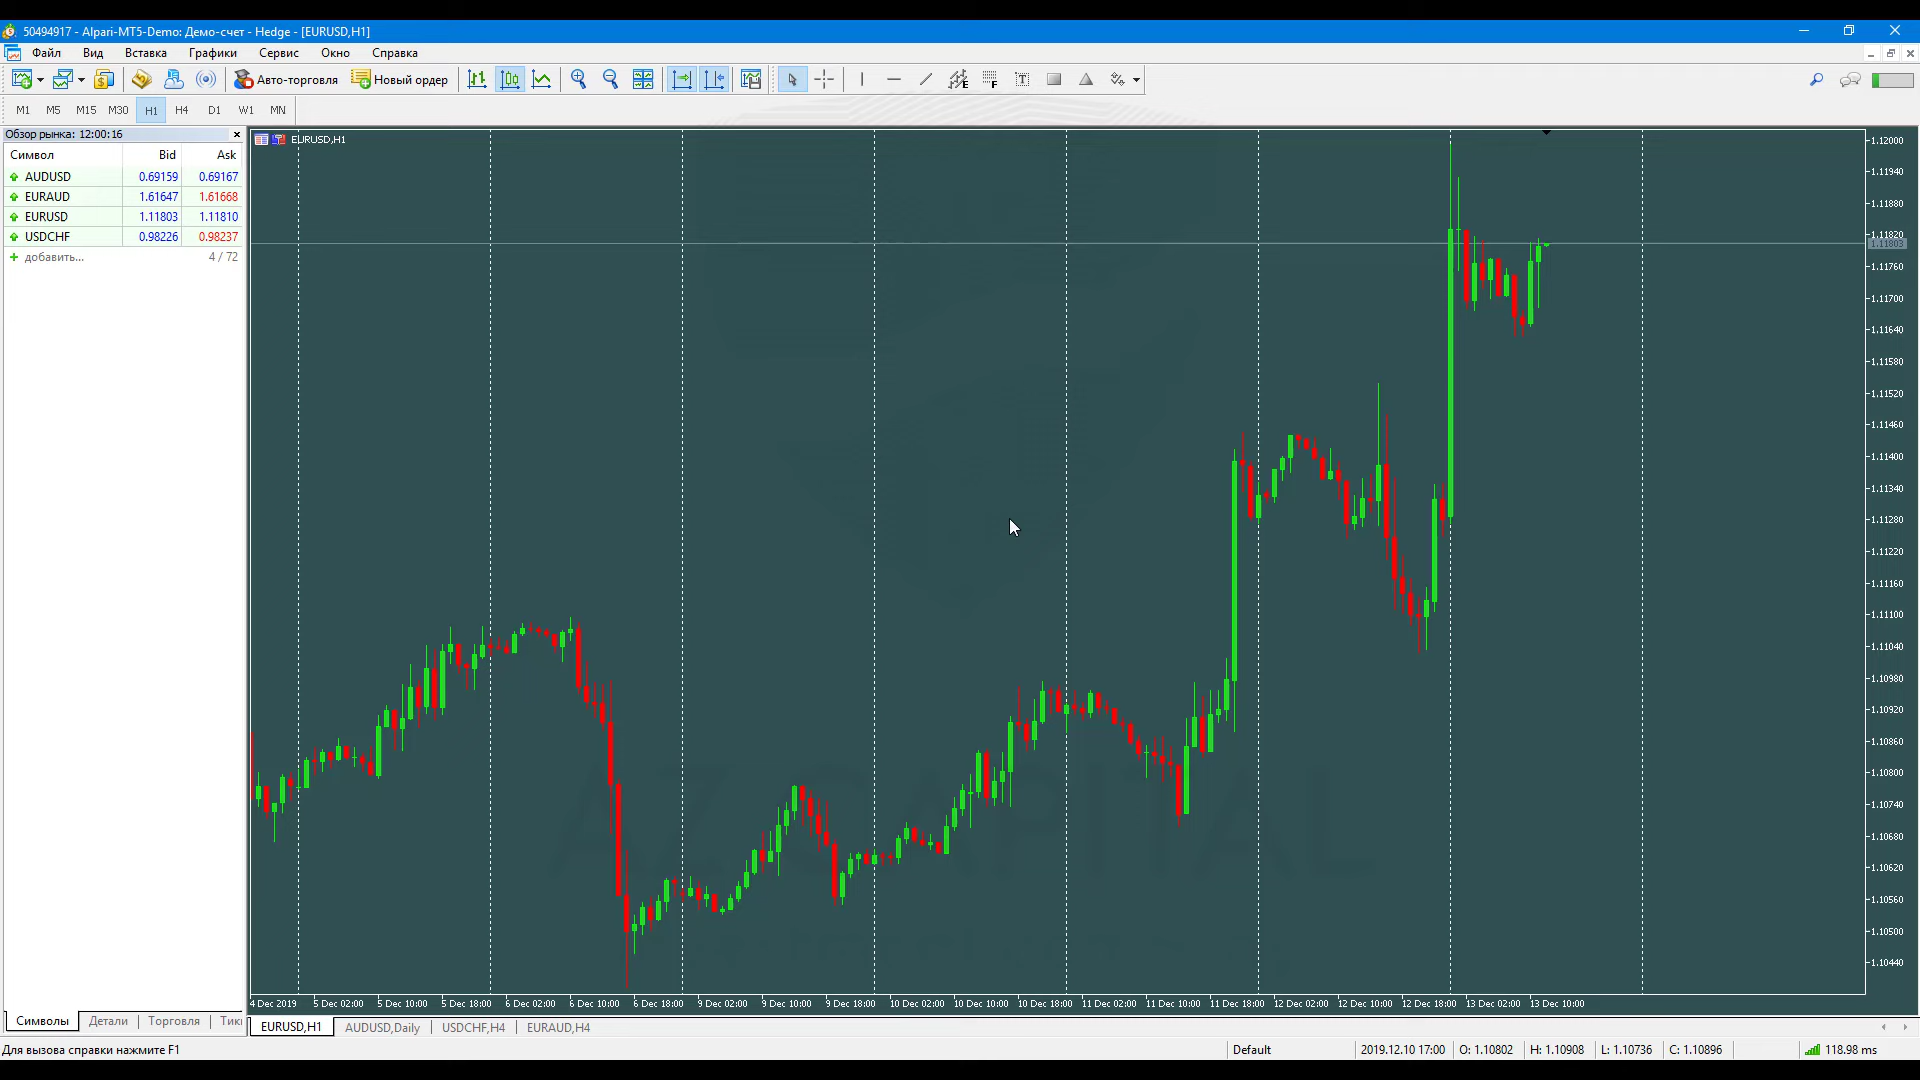 50494917 - Alpari-MT5-Demo: Демо-счет - Hedge - [EURUSD,H1]
Файл Вид Вставка Графики Сервис Окно Справка
Авто-торговля Новый ордер
M1 M5 M15 M30 H1 H4 D1 W1 MN
Обзор рынка: 12:00:16
Символ Bid Ask
AUDUSD 0.69159 0.69167
EURAUD 1.61647 1.61668
EURUSD 1.11803 1.11810
USDCHF 0.98226 0.98237
добавить... 4 / 72
EURUSD,H1
1.12000
1.11940
1.11880
1.11820
1.11803
1.11760
1.11700
1.11640
1.11580
1.11520
1.11460
1.11400
1.11340
1.11280
1.11220
1.11160
1.11100
1.11040
1.10980
1.10920
1.10860
1.10800
1.10740
1.10680
1.10620
1.10560
1.10500
1.10440
AZCAPITAL
4 Dec 2019 5 Dec 02:00 5 Dec 10:00 5 Dec 18:00 6 Dec 02:00 6 Dec 10:00 6 Dec 18:00 9 Dec 02:00 9 Dec 10:00 9 Dec 18:00 10 Dec 02:00 10 Dec 10:00 10 Dec 18:00 11 Dec 02:00 11 Dec 10:00 11 Dec 18:00 12 Dec 02:00 12 Dec 10:00 12 Dec 18:00 13 Dec 02:00 13 Dec 10:00
Символы Детали Торговля Тик
EURUSD,H1 AUDUSD,Daily USDCHF,H4 EURAUD,H4
Для вызова справки нажмите F1
Default 2019.12.10 17:00 O: 1.10802 H: 1.10908 L: 1.10736 C: 1.10896 118.98 ms